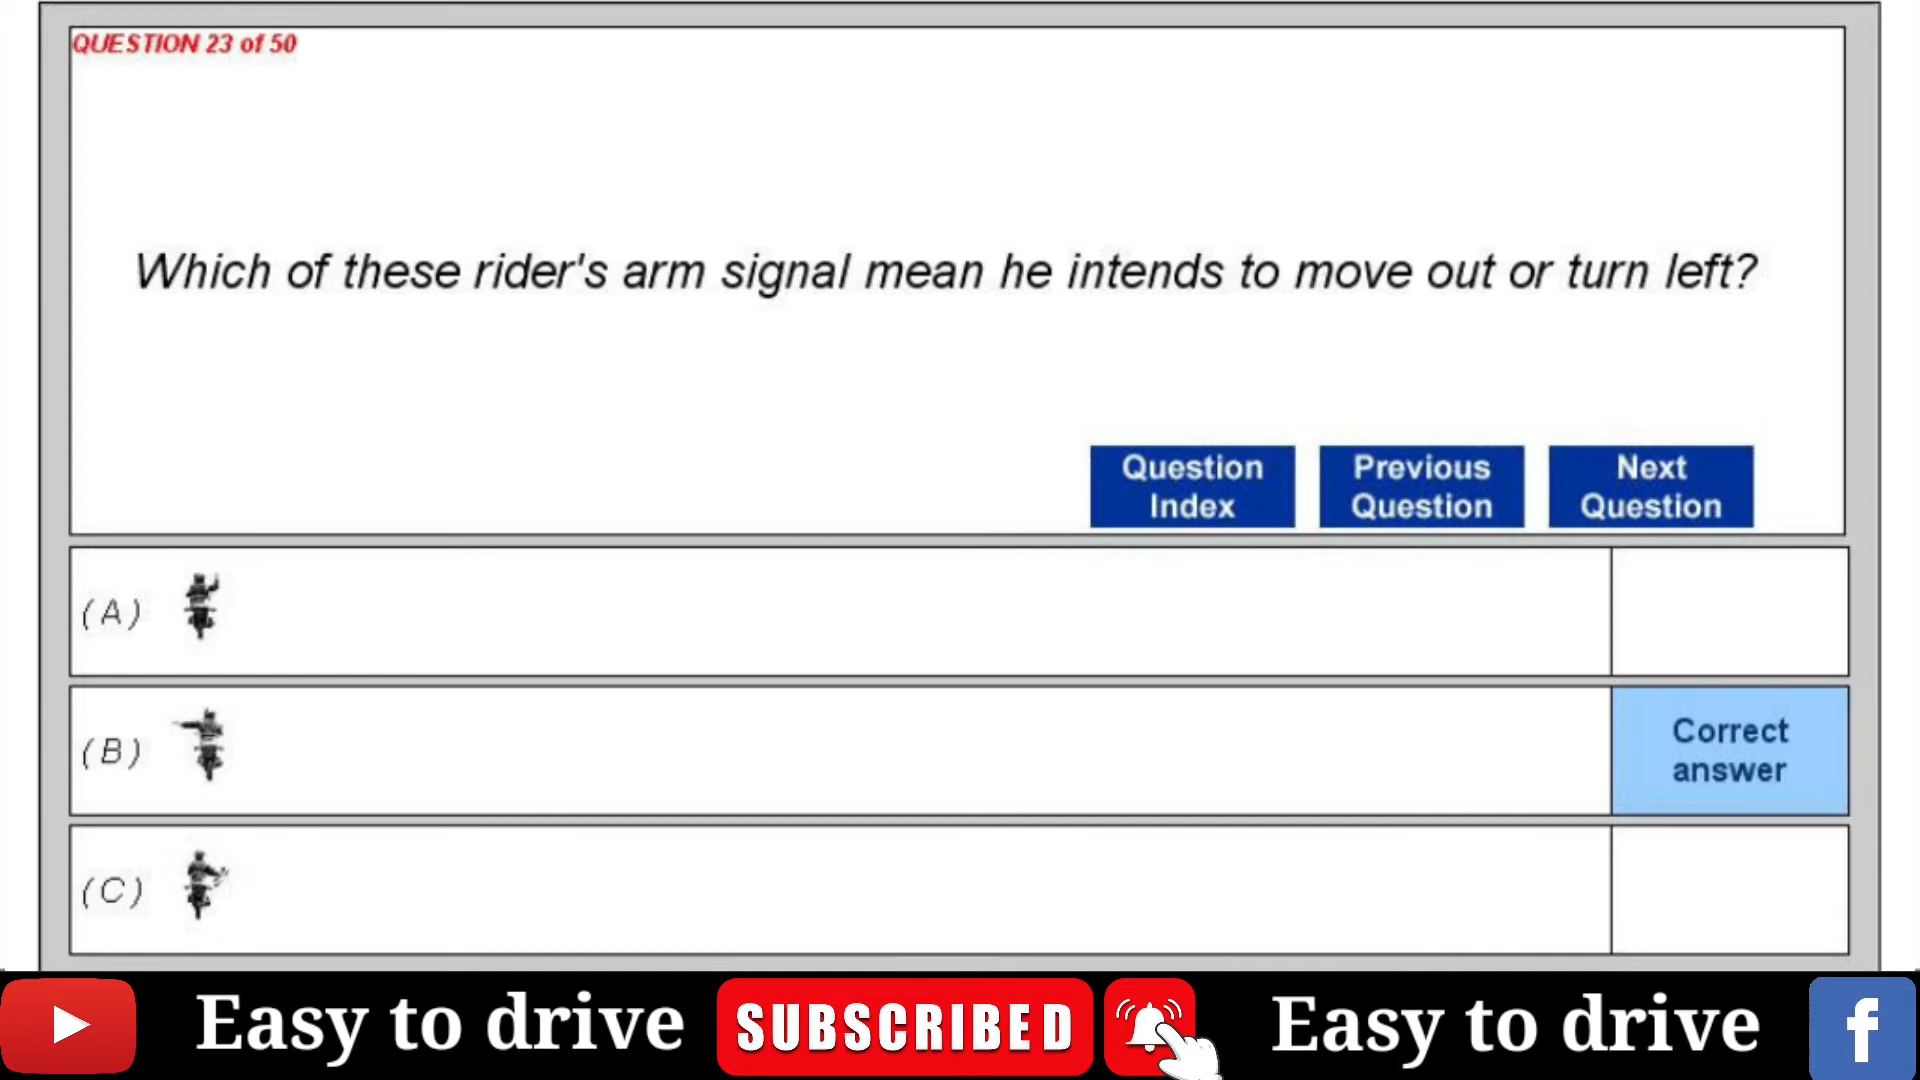 QUESTION 23 of 50
Which of these rider's arm signal mean he intends to move out or turn left?
Question Index
Previous Question
Next Question
(A)
(B)
Correct answer
(C)
Easy to drive
SUBSCRIBED
Easy to drive
f